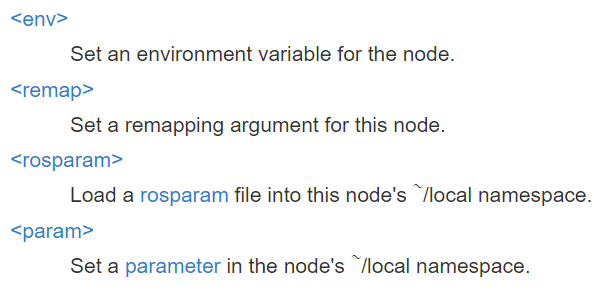 <env>
Set an environment variable for the node.
<remap>
Set a remapping argument for this node.
<rosparam>
Load a rosparam file into this node's ~/local namespace.
<param>
Set a parameter in the node's ~/local namespace.